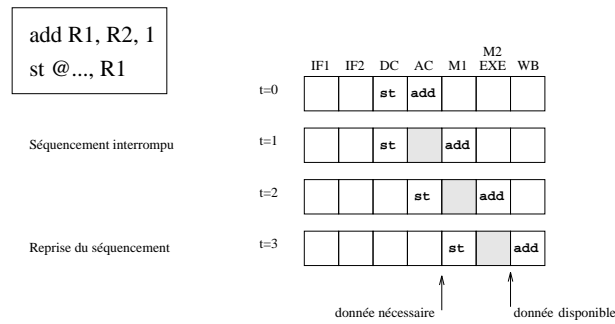 add R1, R2, 1
st @..., R1
IF1 IF2 DC AC M1 M2 EXE WB
t=0 st add
Séquencement interrompu t=1 st add
t=2 st add
Reprise du séquencement t=3 st add
donnée nécessaire donnée disponible